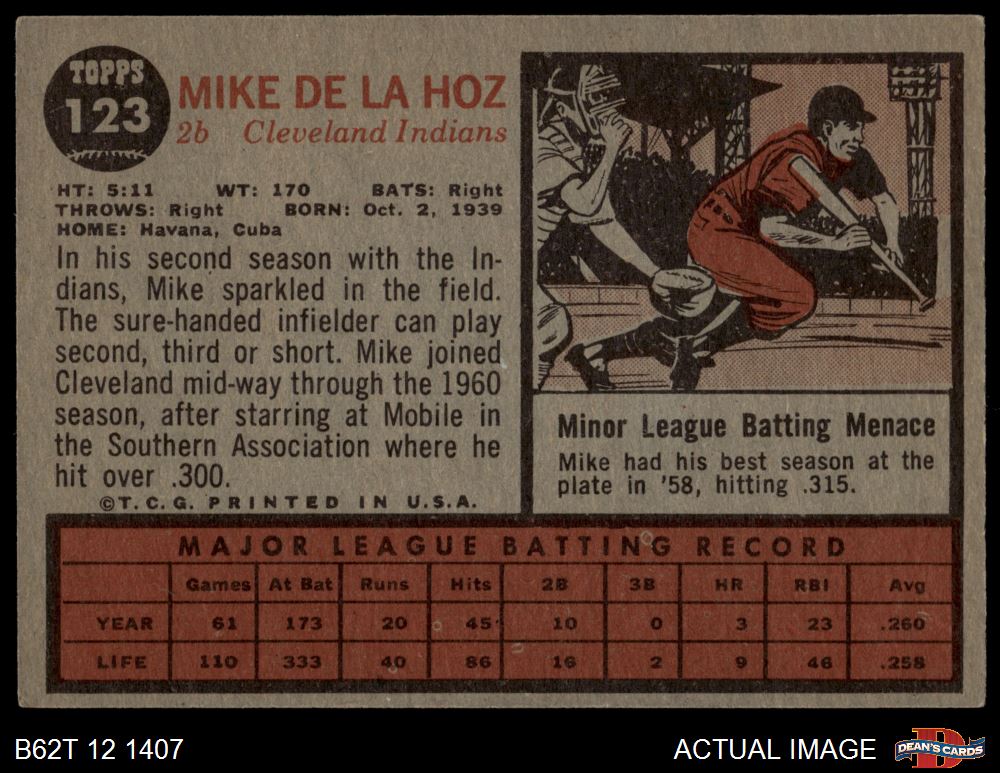 TOPPS
123
MIKE DE LA HOZ
2b Cleveland Indians
HT: 5:11 WT: 170 BATS: Right
THROWS: Right BORN: Oct. 2, 1939
HOME: Havana, Cuba
In his second season with the In-
dians, Mike sparkled in the field.
The sure-handed infielder can play
second, third or short. Mike joined
Cleveland mid-way through the 1960
season, after starring at Mobile in
the Southern Association where he
hit over .300.
©T.C.G. PRINTED IN U.S.A.
Minor League Batting Menace
Mike had his best season at the
plate in '58, hitting .315.
MAJOR LEAGUE BATTING RECORD
Games At Bat Runs Hits 2B 3B HR RBI Avg
YEAR 61 173 20 45 10 0 3 23 .260
LIFE 110 333 40 86 16 2 9 46 .258
B62T 12 1407
ACTUAL IMAGE
D
DEAN'S CARDS